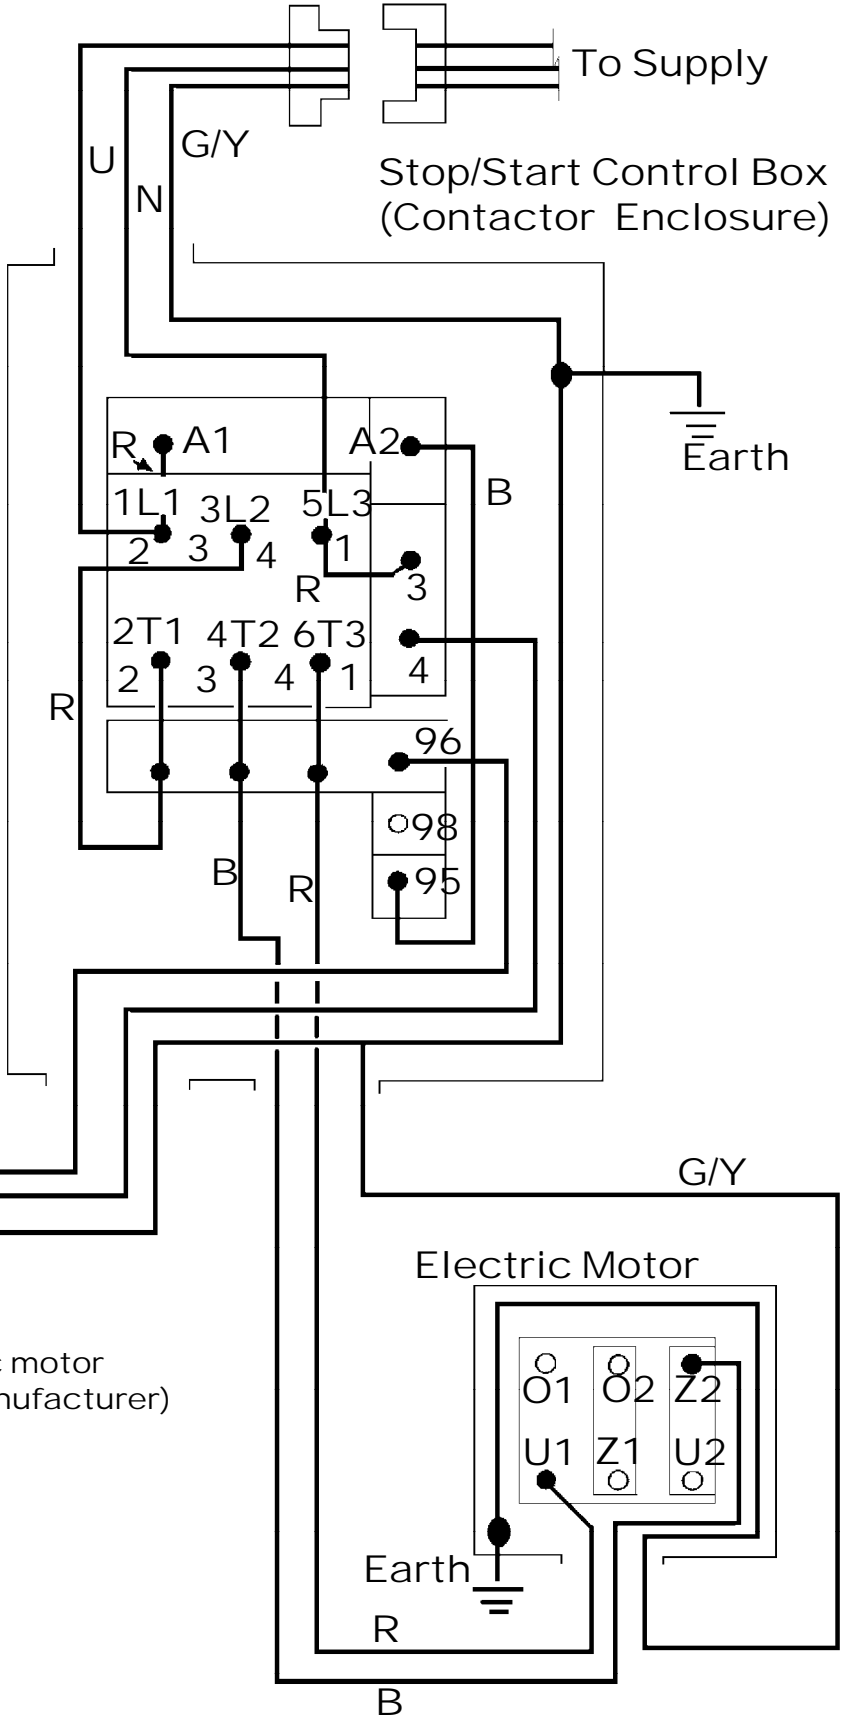 To Supply
G/Y
U
N
Stop/Start Control Box
(Contactor Enclosure)
R
A1
A2
Earth
B
1L1
3L2
5L3
2
3
4
1
R
3
2T1
4T2
6T3
2
3
4
1
4
R
96
98
B
R
95
G/Y
Electric Motor
c motor
nufacturer)
O1
O2
Z2
U1
Z1
U2
Earth
R
B